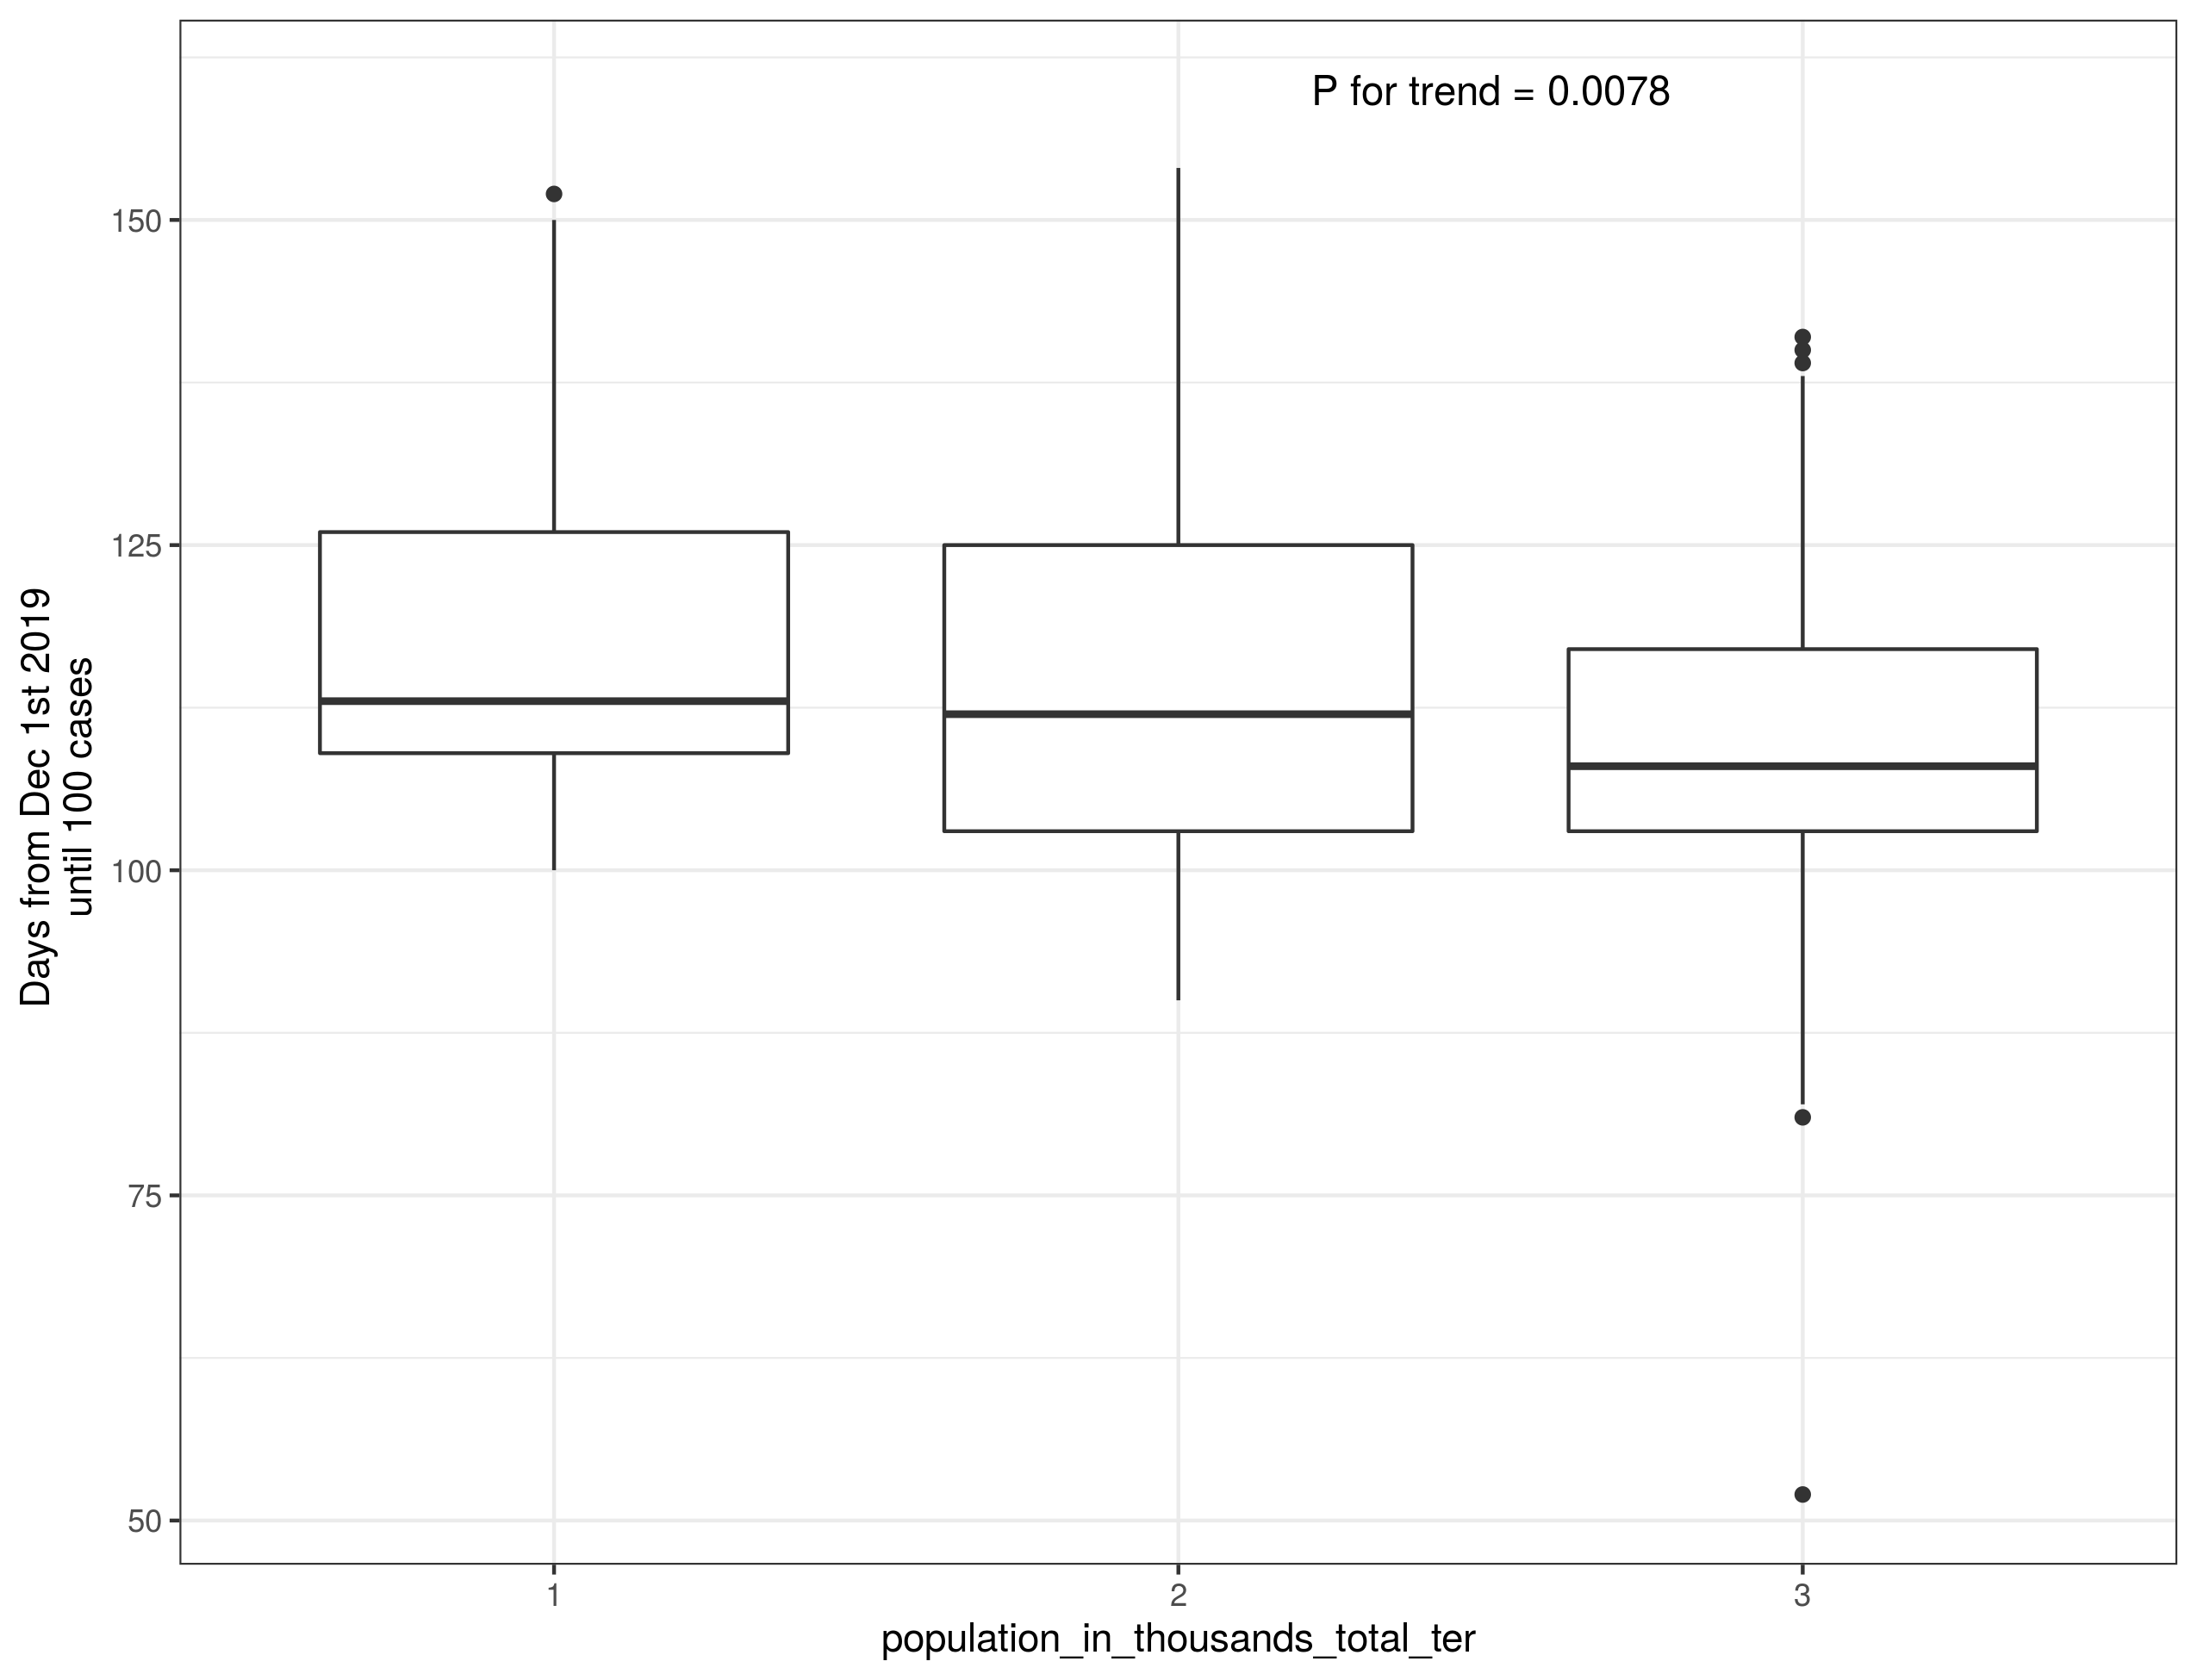 P for trend = 0.0078
150
125
100
75
50
Days from Dec 1st 2019
until 100 cases
1
2
3
population_in_thousands_total_ter